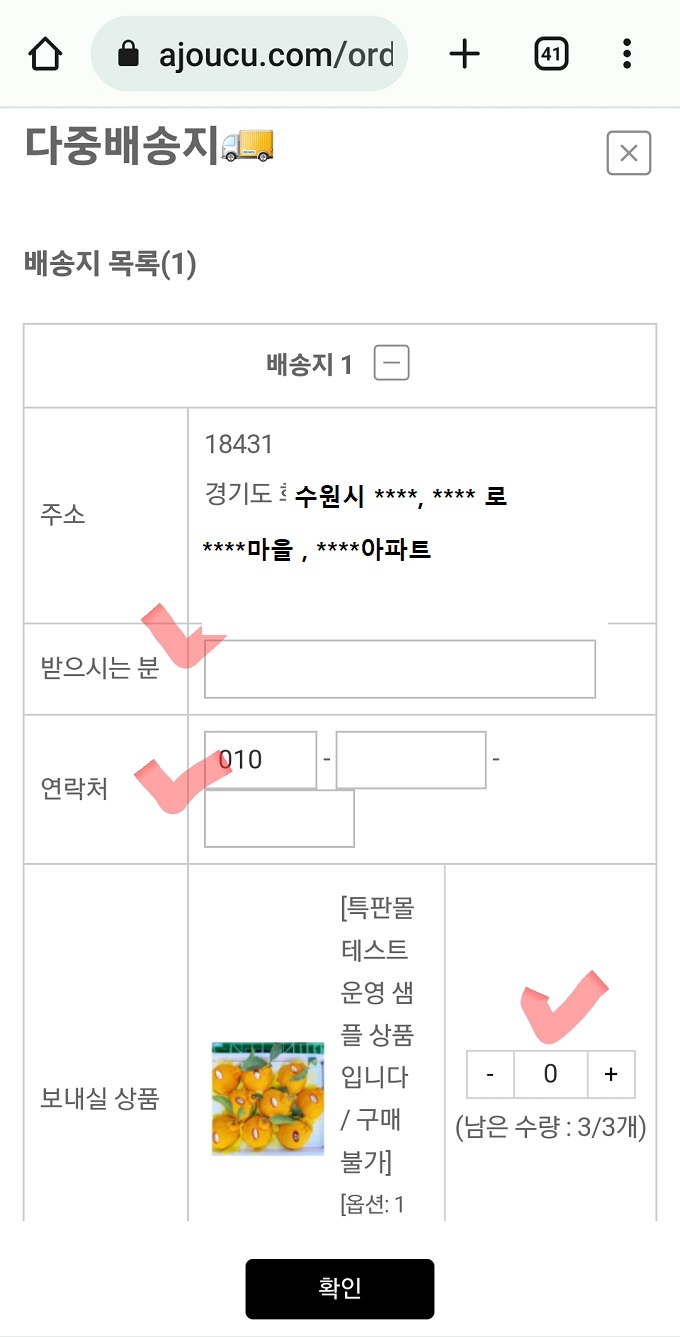 ajoucu.com/ord
41
다중배송지
배송지 목록(1)
배송지 1
18431
주소
경기도
수원시 ****, **** 로
****마을 , ****아파트
받으시는 분
연락처
010 - -
보내실 상품
[특판몰
테스트
운영 샘
플 상품
입니다
/ 구매
불가]
[옵션: 1
- 0 +
(남은 수량 : 3/3개)
확인